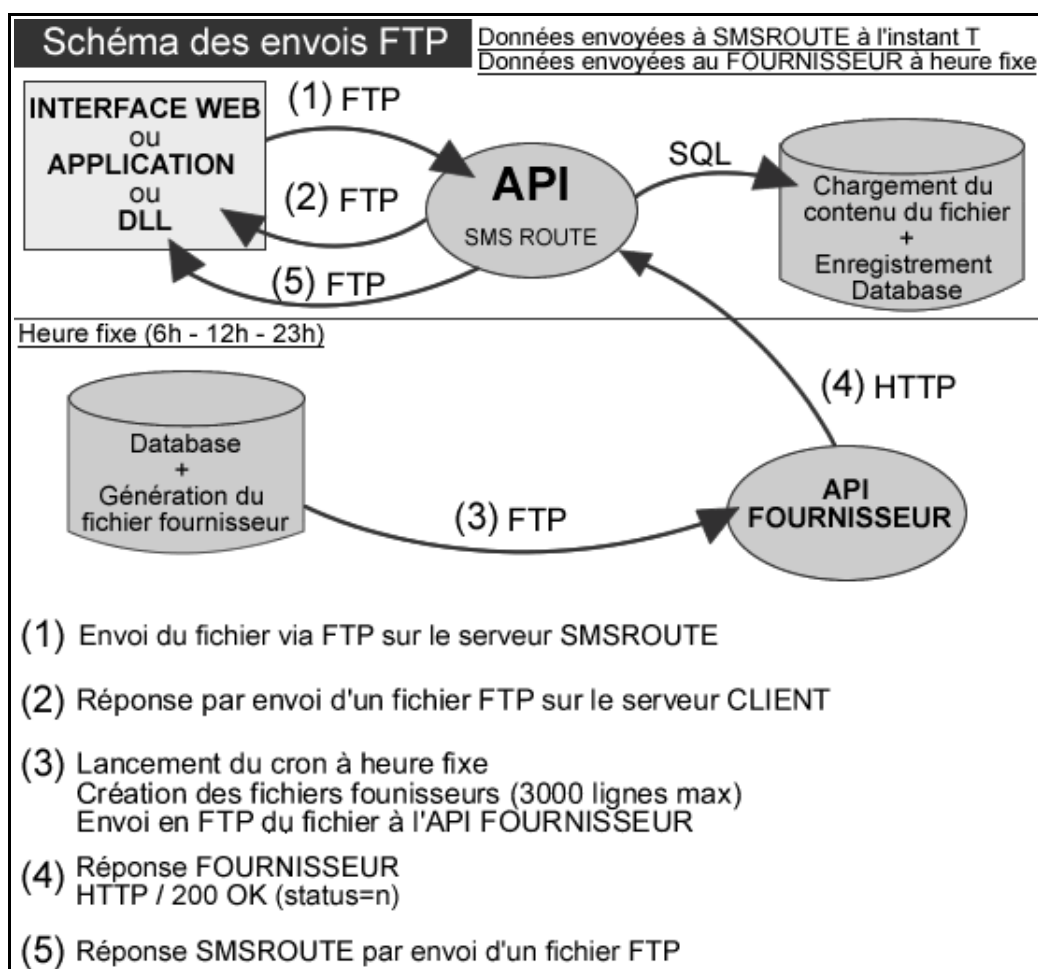 Schéma des envois FTP
Données envoyées à SMSROUTE à l'instant T
Données envoyées au FOURNISSEUR à heure fixe
INTERFACE WEB
ou
APPLICATION
ou
DLL
(1) FTP
(2) FTP
(5) FTP
API
SMS ROUTE
SQL
Chargement du
contenu du fichier
+
Enregistrement
Database
Heure fixe (6h - 12h - 23h)
(4) HTTP
Database
+
Génération du
fichier fournisseur
(3) FTP
API
FOURNISSEUR
(1) Envoi du fichier via FTP sur le serveur SMSROUTE
(2) Réponse par envoi d'un fichier FTP sur le serveur CLIENT
(3) Lancement du cron à heure fixe
Création des fichiers founisseurs (3000 lignes max)
Envoi en FTP du fichier à l'API FOURNISSEUR
(4) Réponse FOURNISSEUR
HTTP / 200 OK (status=n)
(5) Réponse SMSROUTE par envoi d'un fichier FTP